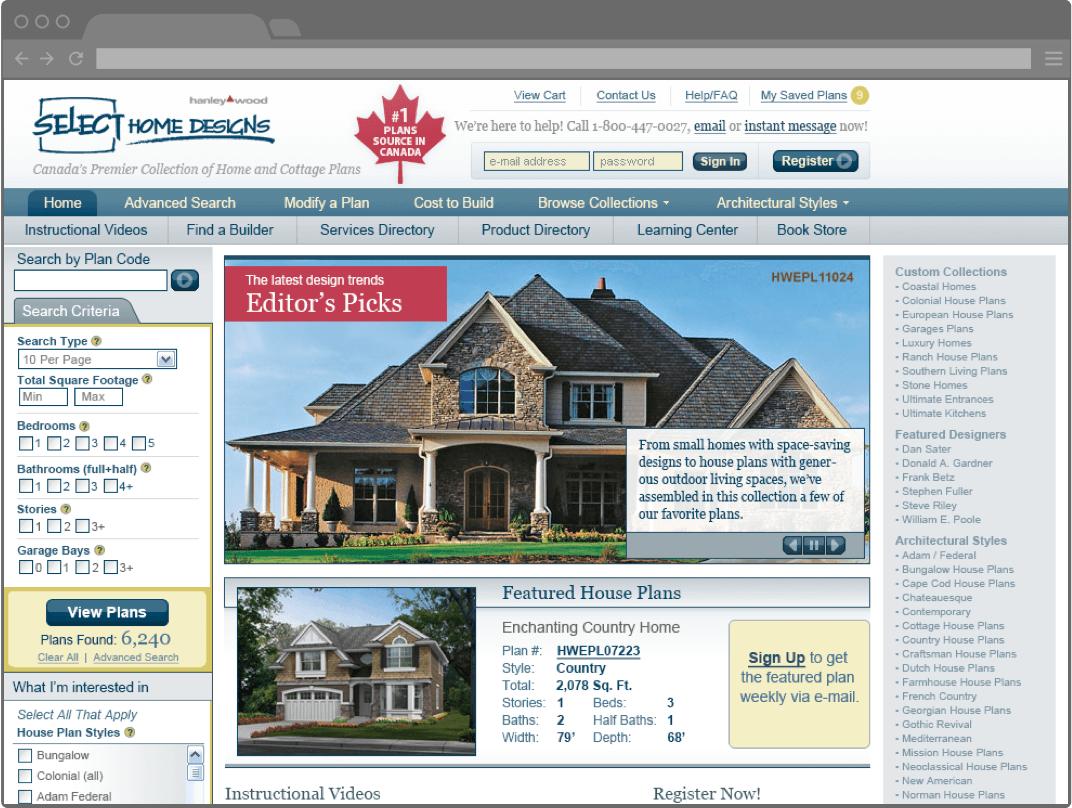 hanley wood
SELECT HOME DESIGNS
Canada's Premier Collection of Home and Cottage Plans
#1
PLANS
SOURCE IN
CANADA
View Cart
Contact Us
Help/FAQ
My Saved Plans 9
We're here to help! Call 1-800-447-0027, email or instant message now!
e-mail address
password
Sign In
Register
Home
Advanced Search
Modify a Plan
Cost to Build
Browse Collections
Architectural Styles
Instructional Videos
Find a Builder
Services Directory
Product Directory
Learning Center
Book Store
Search by Plan Code
Search Criteria
Search Type ?
10 Per Page
Total Square Footage ?
Min Max
Bedrooms ?
1 2 3 4 5
Bathrooms (full+half) ?
1 2 3 4+
Stories ?
1 2 3+
Garage Bays ?
0 1 2 3+
View Plans
Plans Found: 6,240
Clear All | Advanced Search
What I'm interested in
Select All That Apply
House Plan Styles ?
Bungalow
Colonial (all)
Adam Federal
The latest design trends
Editor's Picks
HWEPL11024
From small homes with space-saving
designs to house plans with gener-
ous outdoor living spaces, we've
assembled in this collection a few of
our favorite plans.
Featured House Plans
Enchanting Country Home
Plan #: HWEPL07223
Style: Country
Total: 2,078 Sq. Ft.
Stories: 1 Beds: 3
Baths: 2 Half Baths: 1
Width: 79' Depth: 68'
Sign Up to get
the featured plan
weekly via e-mail.
Instructional Videos
Register Now!
Custom Collections
- Coastal Homes
- Colonial House Plans
- European House Plans
- Garages Plans
- Luxury Homes
- Ranch House Plans
- Southern Living Plans
- Stone Homes
- Ultimate Entrances
- Ultimate Kitchens
Featured Designers
- Dan Sater
- Donald A. Gardner
- Frank Betz
- Stephen Fuller
- Steve Riley
- William E. Poole
Architectural Styles
- Adam / Federal
- Bungalow House Plans
- Cape Cod House Plans
- Chateauesque
- Contemporary
- Cottage House Plans
- Country House Plans
- Craftsman House Plans
- Dutch House Plans
- Farmhouse House Plans
- French Country
- Georgian House Plans
- Gothic Revival
- Mediterranean
- Mission House Plans
- Neoclassical House Plans
- New American
- Norman House Plans